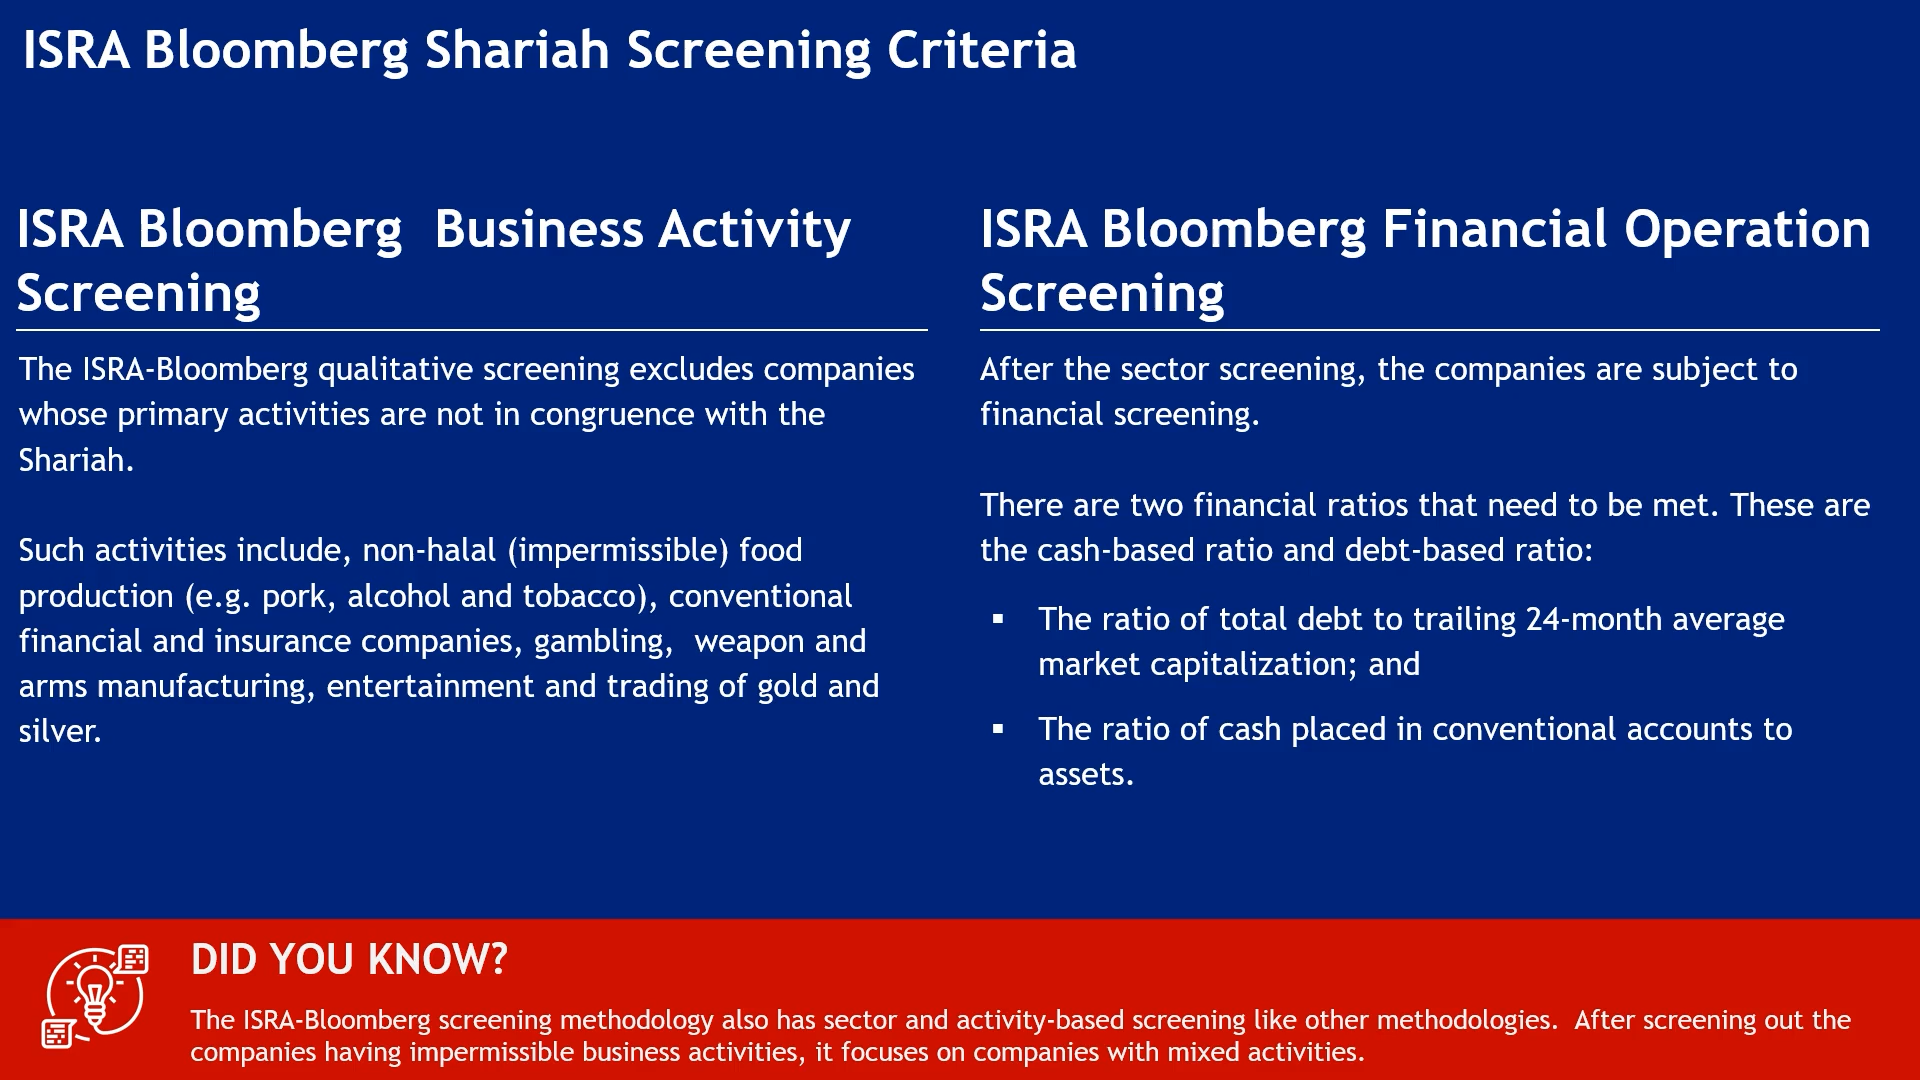 ISRA Bloomberg Shariah Screening Criteria
ISRA Bloomberg  Business Activity
Screening
The ISRA-Bloomberg qualitative screening excludes companies
whose primary activities are not in congruence with the
Shariah.
Such activities include, non-halal (impermissible) food
production (e.g. pork, alcohol and tobacco), conventional
financial and insurance companies, gambling,  weapon and
arms manufacturing, entertainment and trading of gold and
silver.
ISRA Bloomberg Financial Operation
Screening
After the sector screening, the companies are subject to
financial screening.
There are two financial ratios that need to be met. These are
the cash-based ratio and debt-based ratio:
▪ The ratio of total debt to trailing 24-month average
market capitalization; and
▪ The ratio of cash placed in conventional accounts to
assets.
DID YOU KNOW?
The ISRA-Bloomberg screening methodology also has sector and activity-based screening like other methodologies.  After screening out the
companies having impermissible business activities, it focuses on companies with mixed activities.